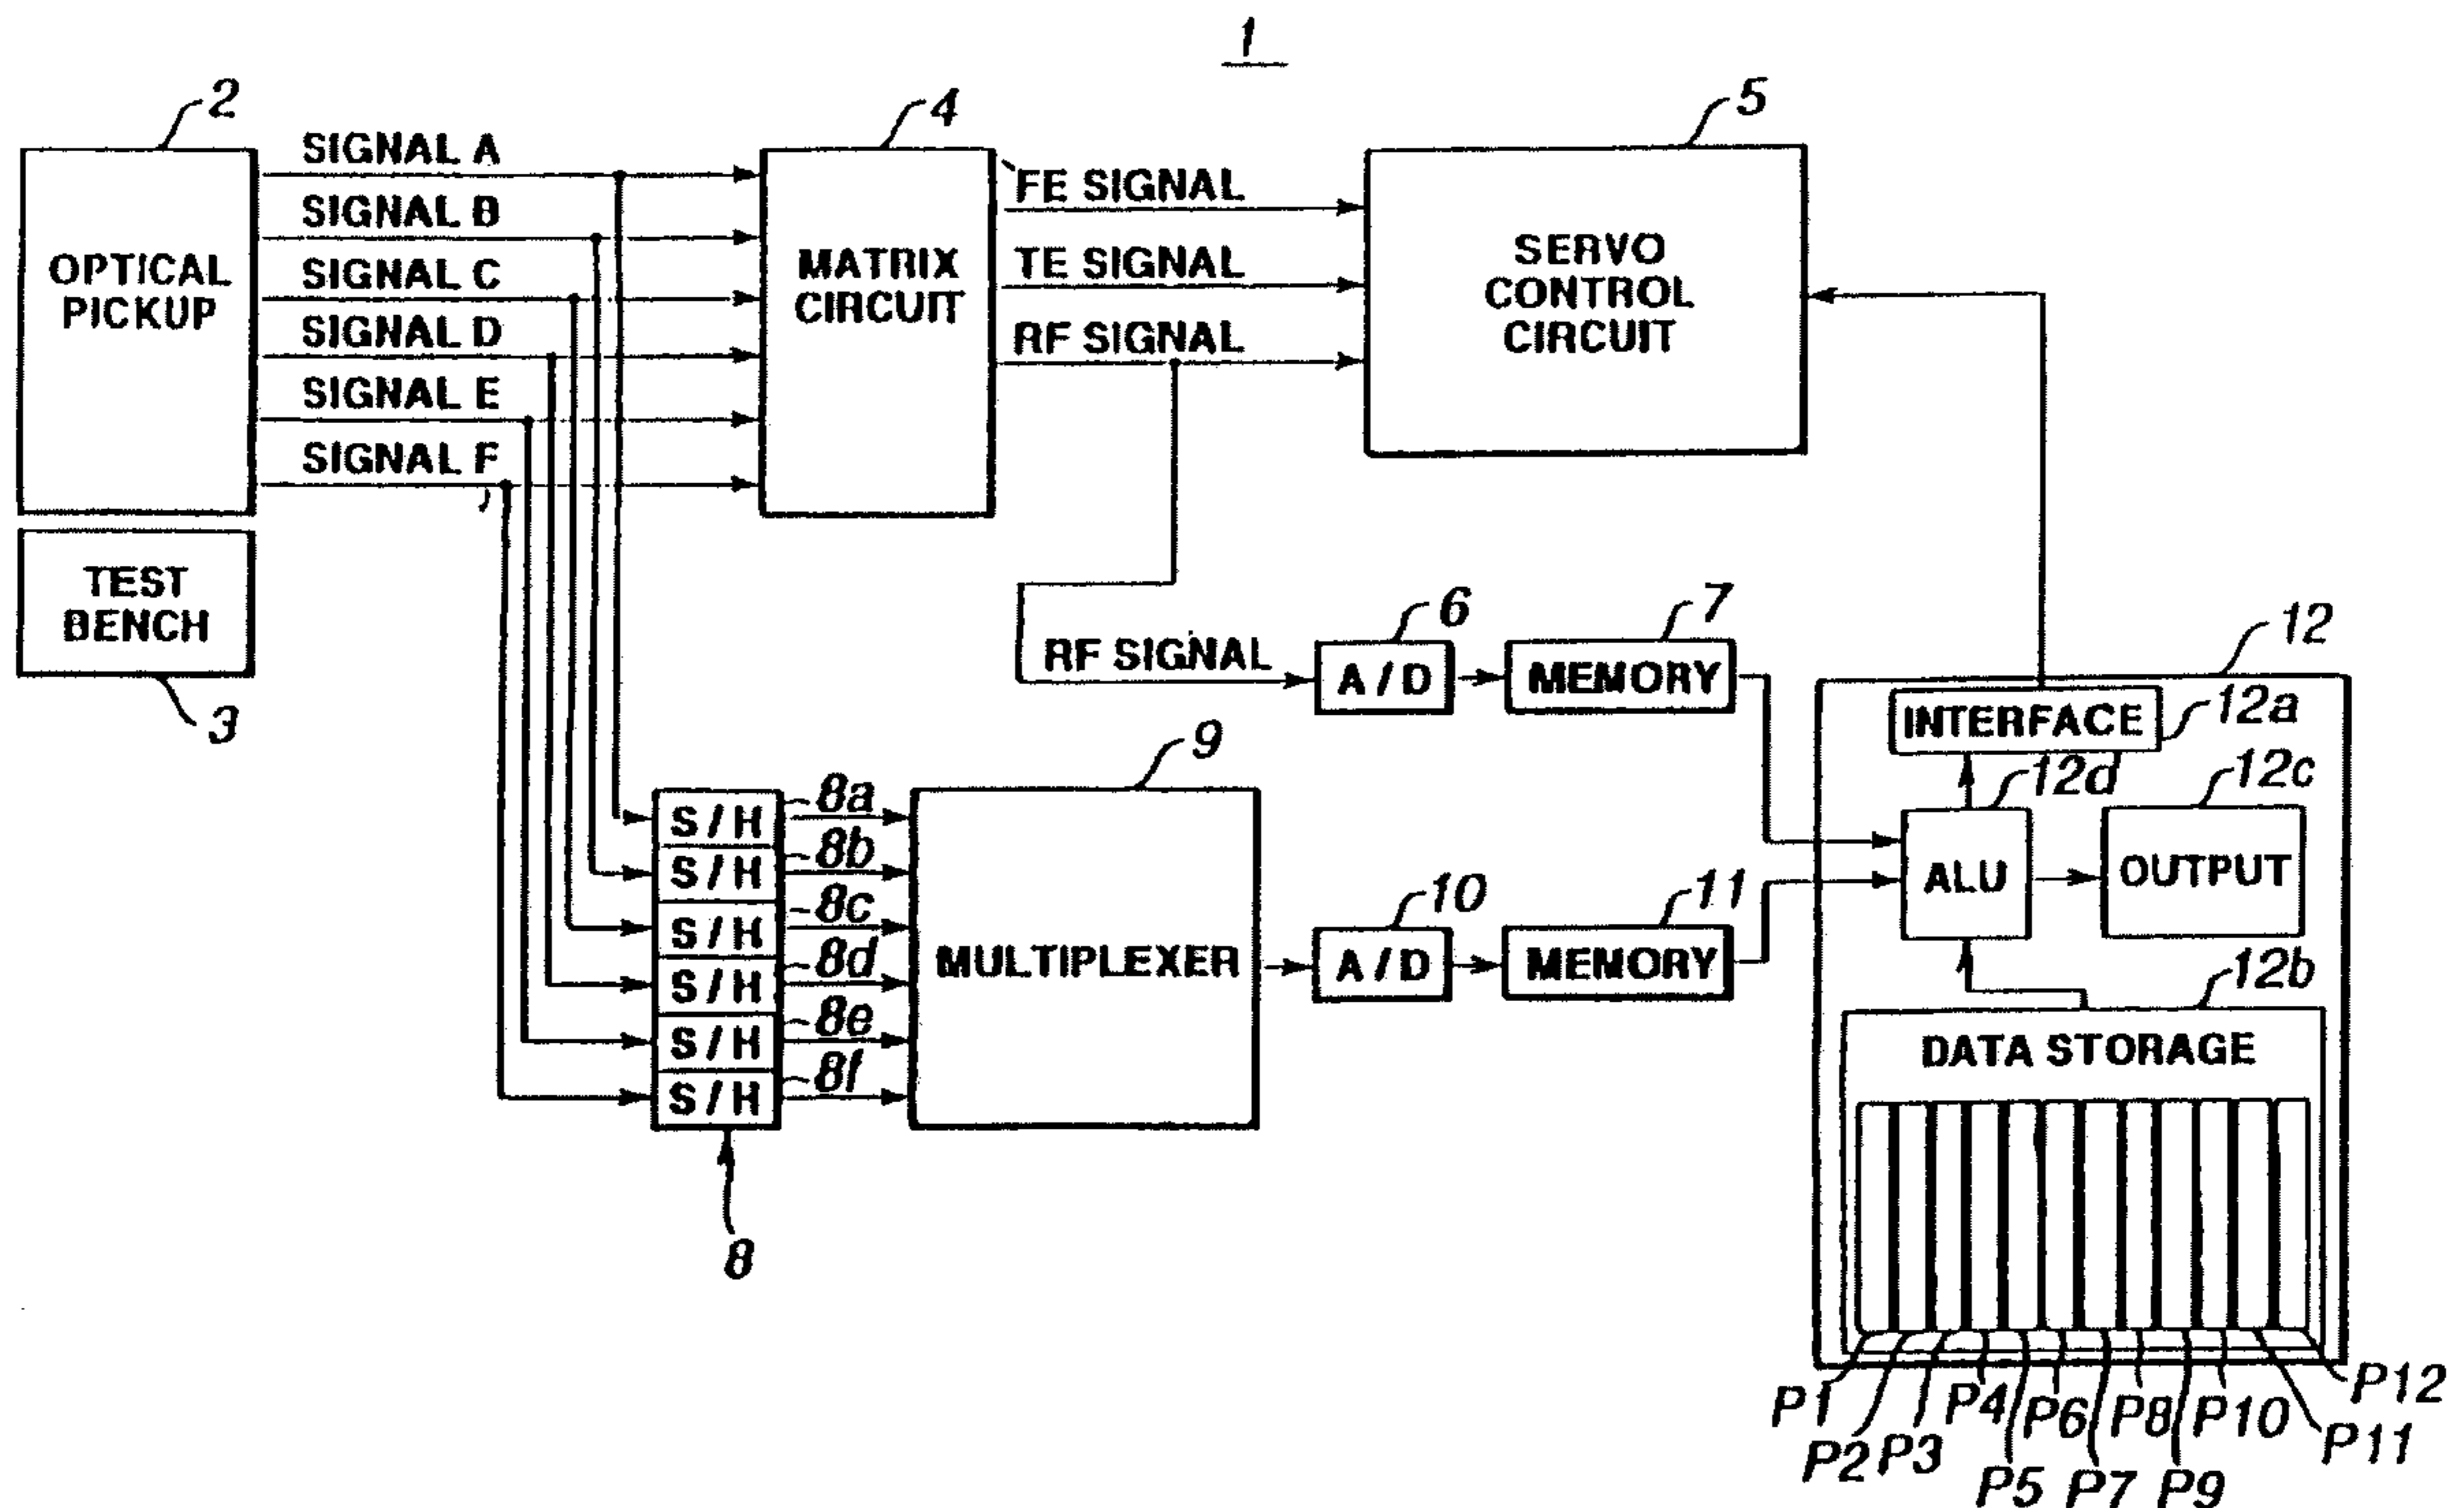 1
2
SIGNAL A
SIGNAL B
SIGNAL C
SIGNAL D
SIGNAL E
SIGNAL F
OPTICAL
PICKUP
TEST
BENCH
3
4
MATRIX
CIRCUIT
FE SIGNAL
TE SIGNAL
RF SIGNAL
5
SERVO
CONTROL
CIRCUIT
RF SIGNAL
6
A / D
7
MEMORY
8a
8b
8c
8d
8e
8f
S / H
S / H
S / H
S / H
S / H
S / H
8
9
MULTIPLEXER
10
A / D
11
MEMORY
12
INTERFACE
12a
12d
12c
ALU
OUTPUT
12b
DATA STORAGE
P1
P2
P3
P4
P5
P6
P7
P8
P9
P10
P11
P12